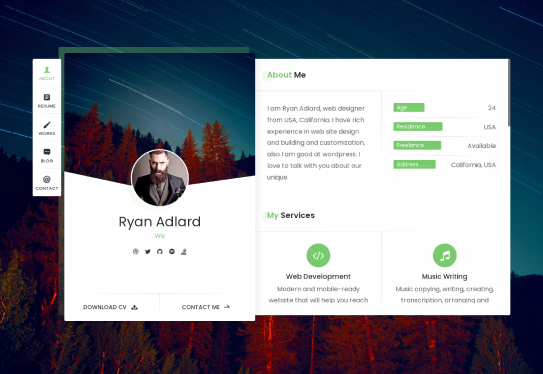 ABOUT
RESUME
WORKS
BLOG
CONTACT
Ryan Adlard
We
DOWNLOAD CV
CONTACT ME
About Me
I am Ryan Adlard, web designer
from USA, California. I have rich
experience in web site design
and building and customization,
also I am good at wordpress. I
love to talk with you about our
unique.
Age 24
Residence USA
Freelance Available
Address California, USA
My Services
Web Development
Modern and mobile-ready
website that will help you reach
Music Writing
Music copying, writing, creating,
transcription, arranging and